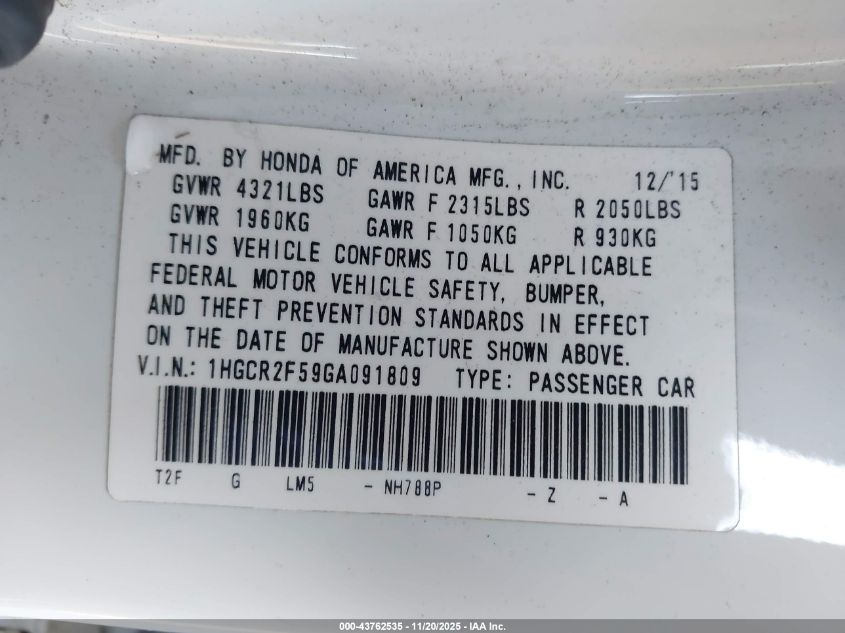 MFD. BY HONDA OF AMERICA MFG., INC. 12/'15
GVWR 4321LBS GAWR F 2315LBS R 2050LBS
GVWR 1960KG GAWR F 1050KG R 930KG
THIS VEHICLE CONFORMS TO ALL APPLICABLE
FEDERAL MOTOR VEHICLE SAFETY, BUMPER,
AND THEFT PREVENTION STANDARDS IN EFFECT
ON THE DATE OF MANUFACTURE SHOWN ABOVE.
V.I.N.: 1HGCR2F59GA091809 TYPE: PASSENGER CAR
T2F G LM5 - NH788P - Z - A
000-43762535 - 11/20/2025 - IAA Inc.